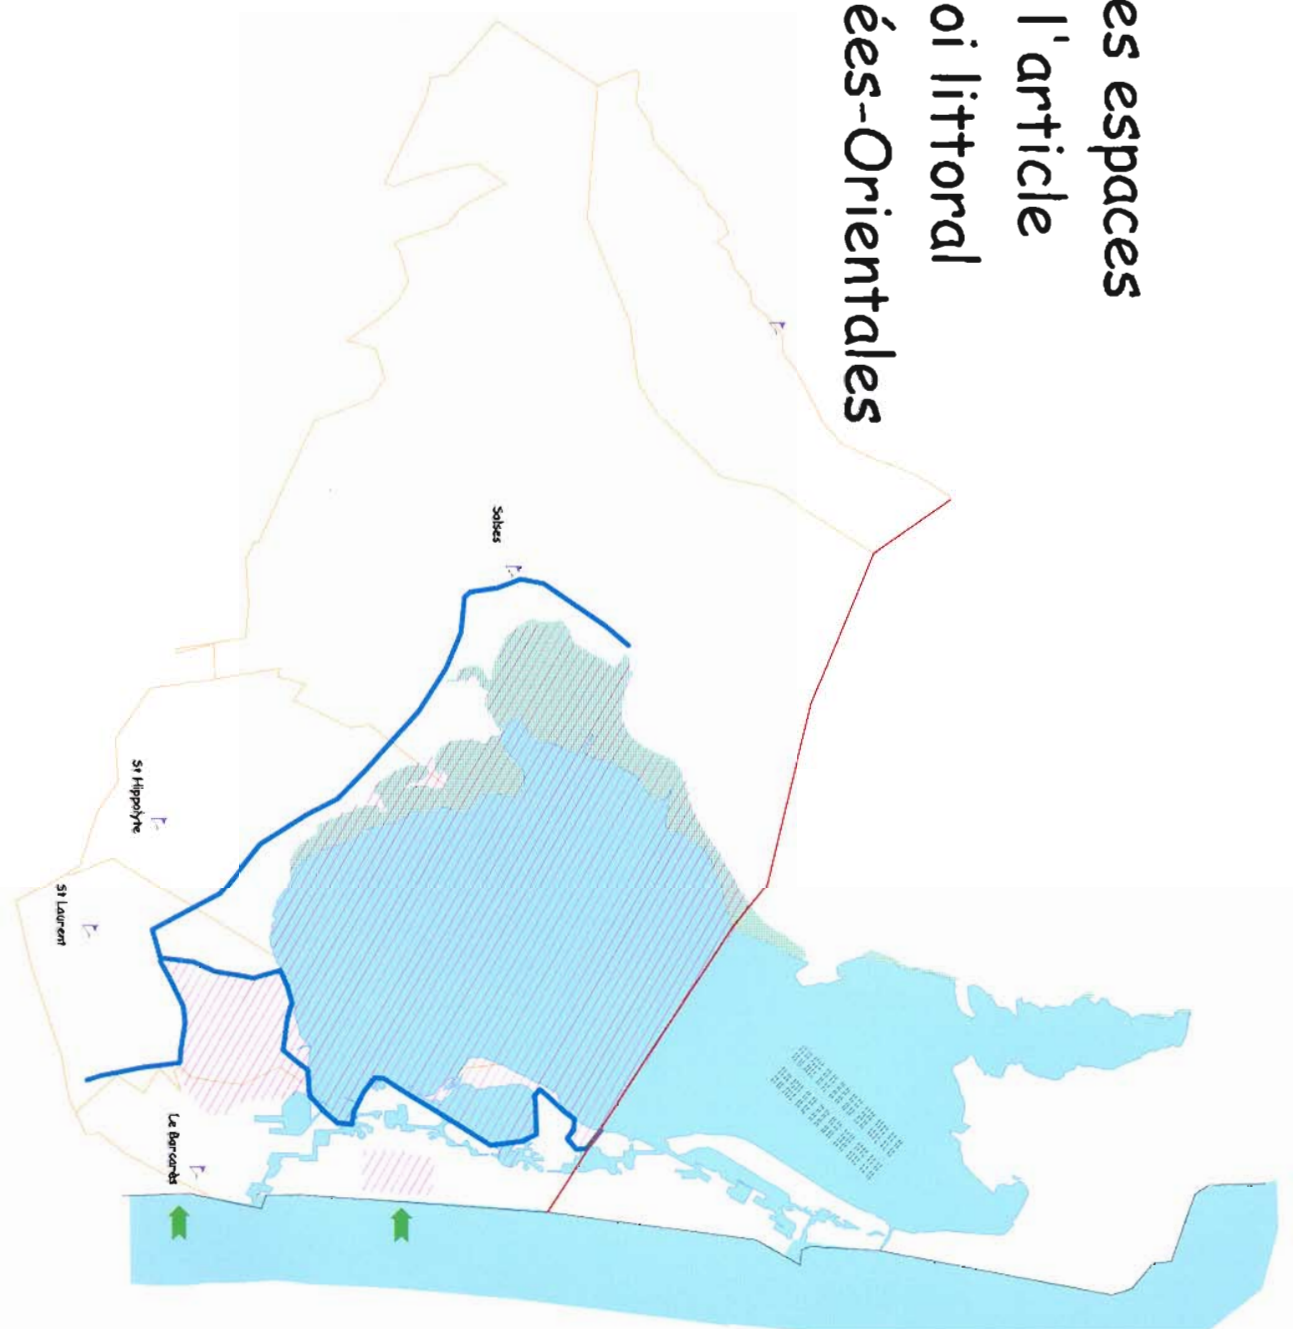 es espaces
l'article
oi littoral
ées-Orientales
Salses
St Hippolyte
St Laurent
Le Barcarès